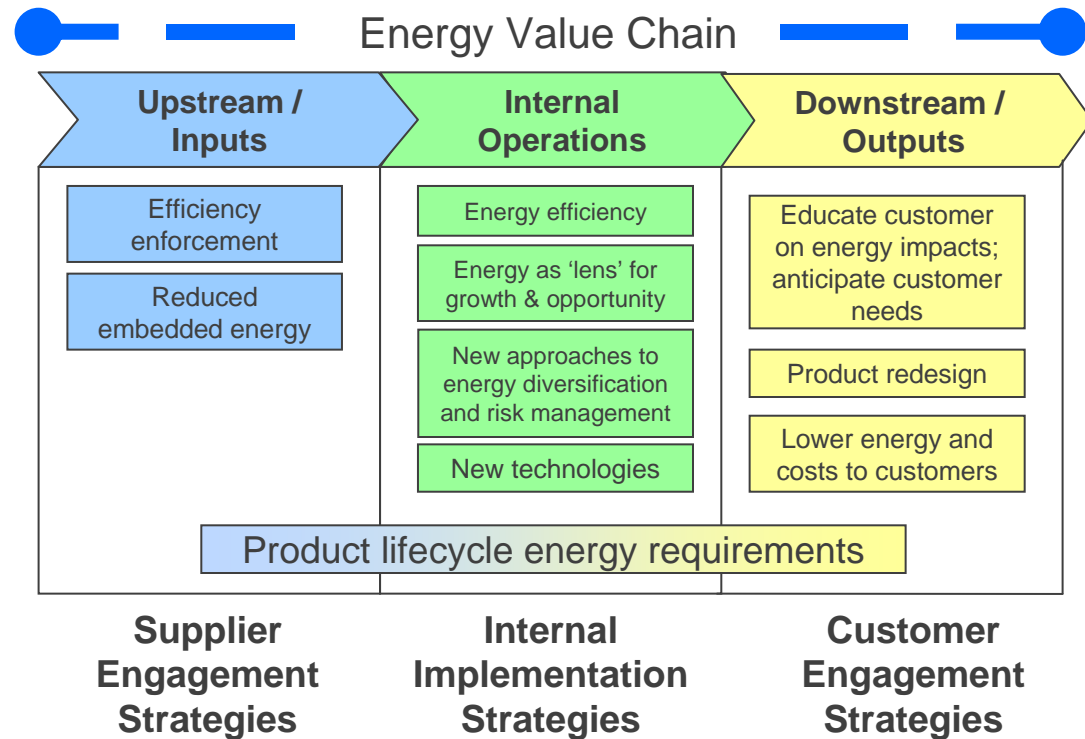 Energy Value Chain
Upstream /
Inputs
Internal
Operations
Downstream /
Outputs
Efficiency
enforcement
Reduced
embedded energy
Energy efficiency
Energy as ‘lens’ for
growth & opportunity
New approaches to
energy diversification
and risk management
New technologies
Educate customer
on energy impacts;
anticipate customer
needs
Product redesign
Lower energy and
costs to customers
Product lifecycle energy requirements
Supplier
Engagement
Strategies
Internal
Implementation
Strategies
Customer
Engagement
Strategies